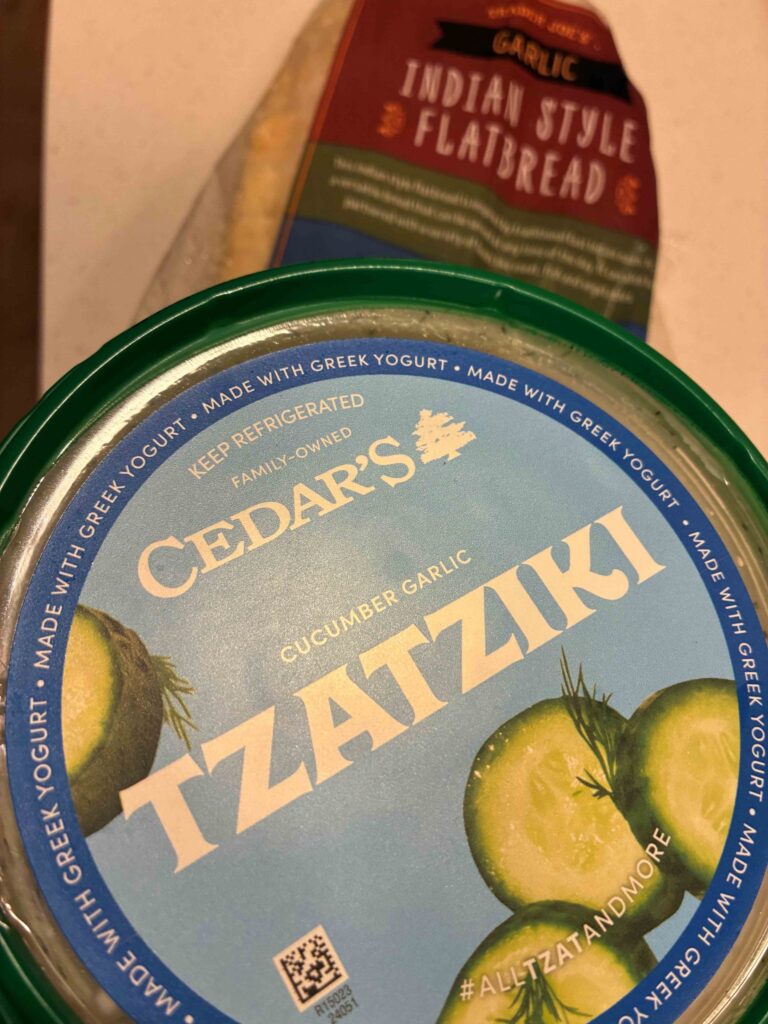 TRADER JOE'S
GARLIC
INDIAN STYLE
FLATBREAD
MADE WITH GREEK YOGURT • MADE WITH GREEK YOGURT • MADE WITH GREEK YOGURT • MADE WITH GREEK YOGURT • MADE WITH GREEK YOGURT • MADE WITH GREEK YO
KEEP REFRIGERATED
FAMILY-OWNED
CEDAR'S
CUCUMBER GARLIC
TZATZIKI
#ALLTZATANDMORE
R15023
24051